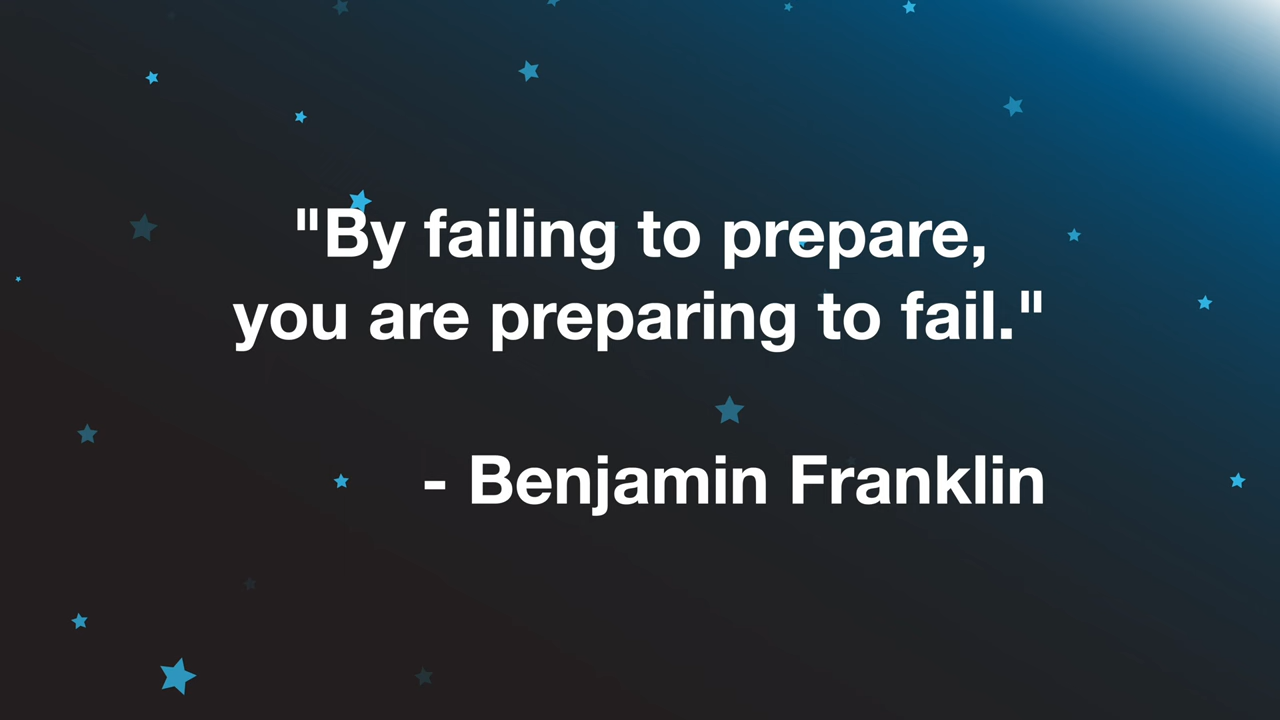 "By failing to prepare,
you are preparing to fail."
- Benjamin Franklin